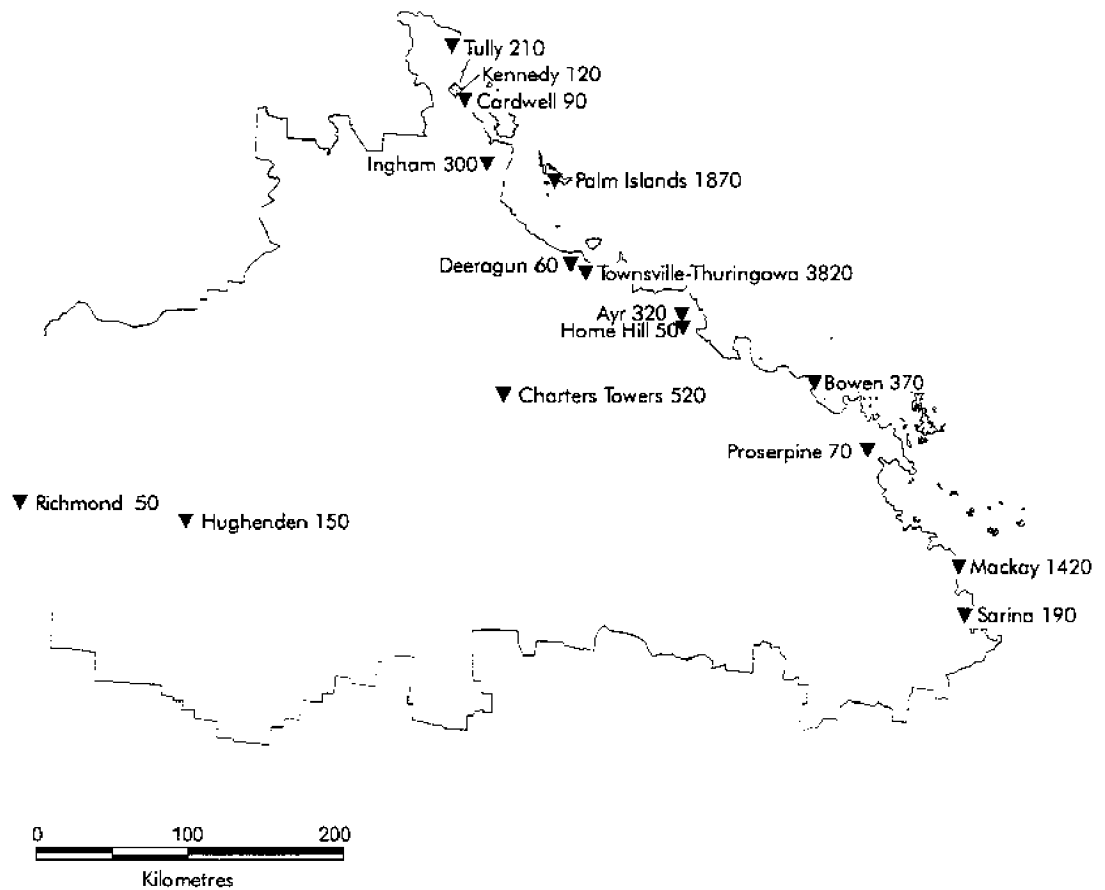 Tully 210
Kennedy 120
Cardwell 90
Ingham 300
Palm Islands 1870
Deeragun 60
Townsville-Thuringowa 3820
Ayr 320
Home Hill 50
Bowen 370
Charters Towers 520
Proserpine 70
Richmond 50
Hughenden 150
Mackay 1420
Sarina 190
0 100 200
Kilometres